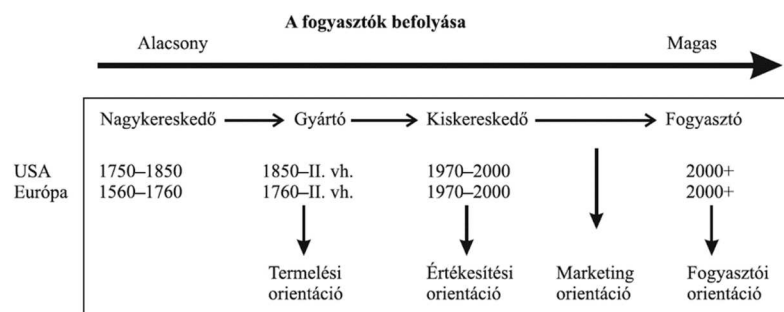 A fogyasztók befolyása
Alacsony Magas
Nagykereskedő Gyártó Kiskereskedő Fogyasztó
USA 1750–1850 1850–II. vh. 1970–2000 2000+
Európa 1560–1760 1760–II. vh. 1970–2000 2000+
Termelési Értékesítési Marketing Fogyasztói
orientáció orientáció orientáció orientáció